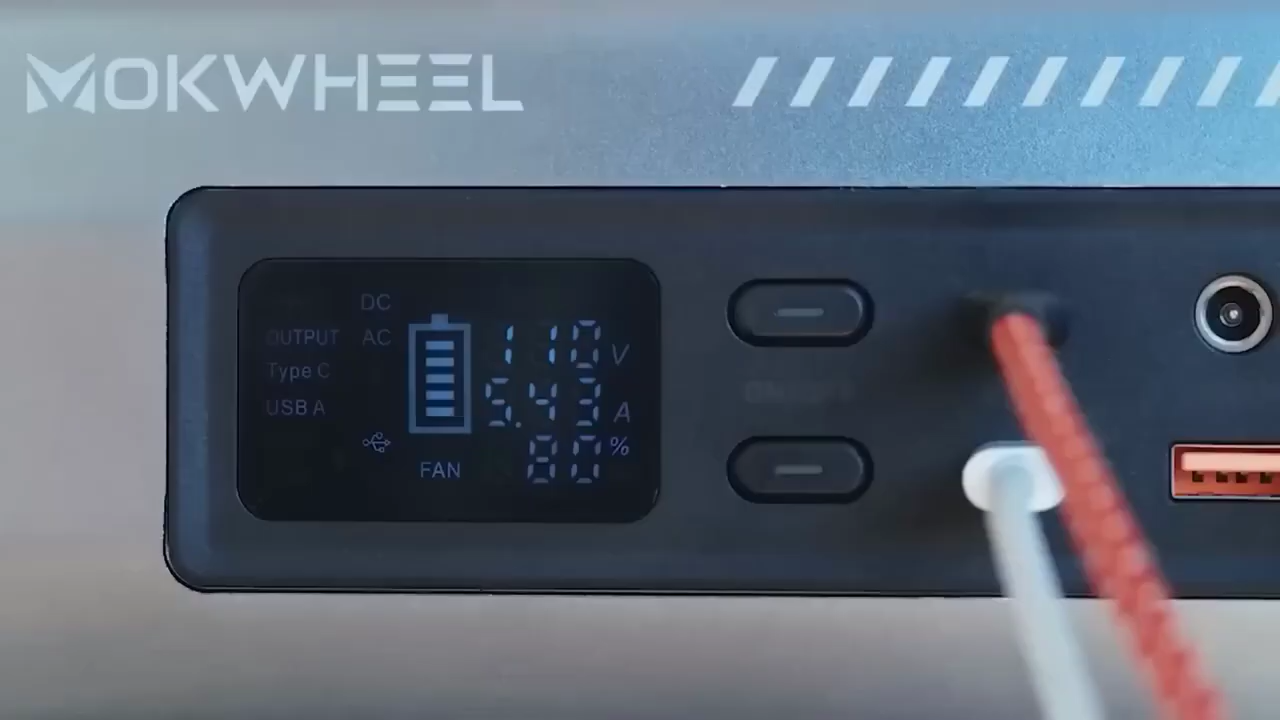 MOKWHEEL
DC
OUTPUT AC
Type C
USB A
FAN
110 V
5.43 A
80 %